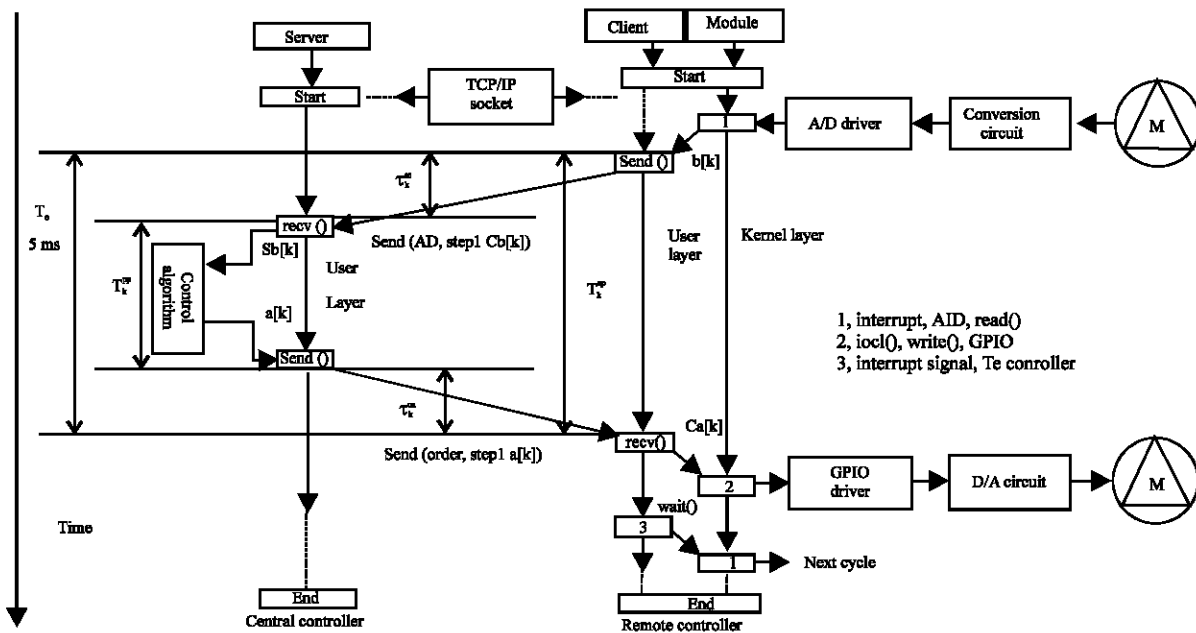 Client
Module
Server
Start
TCP/IP
socket
Start
1
A/D driver
Conversion
circuit
M
Send ()
b[k]
T
5 ms
recv ()
Sb[k]
Send (AD, step1 Cb[k])
User
layer
Kernel layer
Control
algorithm
User
Layer
a[k]
Send ()
1, interrupt, AID, read()
2, iocl(), write(), GPIO
3, interrupt signal, Te conroller
Ca[k]
recv()
Send (order, step1 a[k])
2
GPIO
driver
D/A circuit
M
wait()
3
Time
1
Next cycle
End
Central controller
End
Remote controller